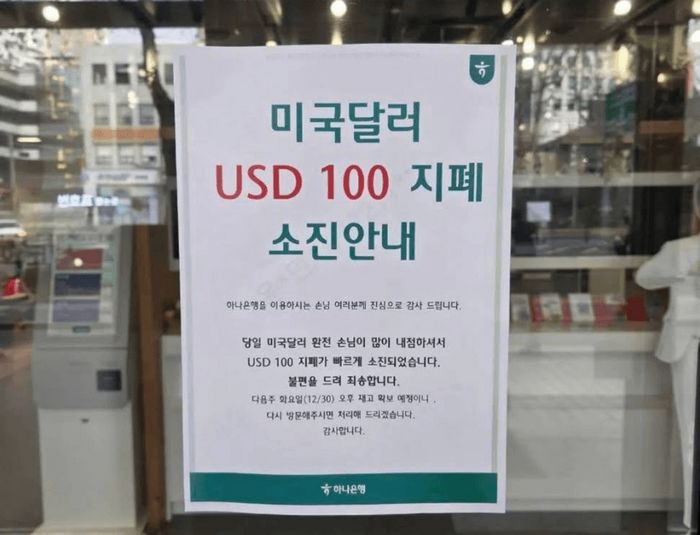 미국달러
USD 100 지폐
소진안내
하나은행을 이용하시는 손님 여러분께 진심으로 감사 드립니다.
당일 미국달러 환전 손님이 많이 내점하셔서
USD 100 지폐가 빠르게 소진되었습니다.
불편을 드려 죄송합니다.
다음주 화요일(12/30) 오후 재고 확보 예정이니 ,
다시 방문해주시면 처리해 드리겠습니다.
감사합니다.
하나은행